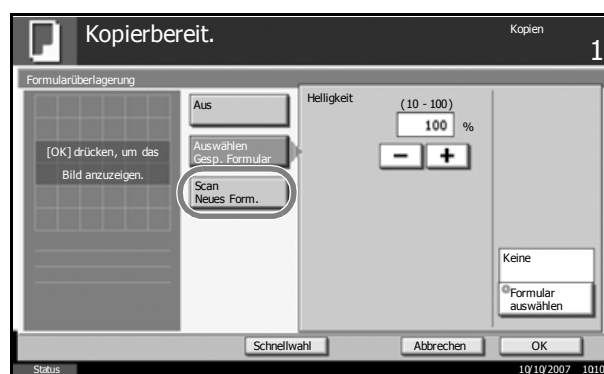 Kopierbereit.
Kopien
1
Formularüberlagerung
[OK] drücken, um das
Bild anzuzeigen.
Aus
Auswählen
Gesp. Formular
Scan
Neues Form.
Helligkeit
(10 - 100)
100 %
− +
Keine
Formular
auswählen
Schnellwahl
Abbrechen
OK
Status
10/10/2007 1010